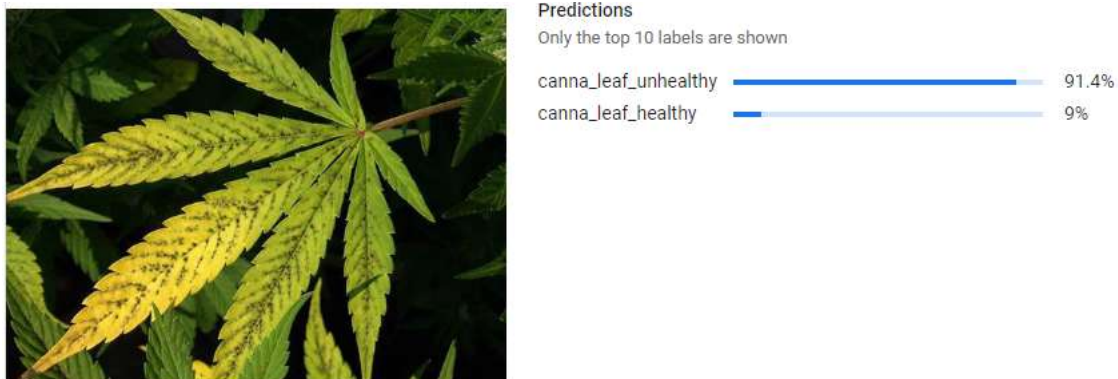 Predictions
Only the top 10 labels are shown
canna_leaf_unhealthy 91.4%
canna_leaf_healthy 9%